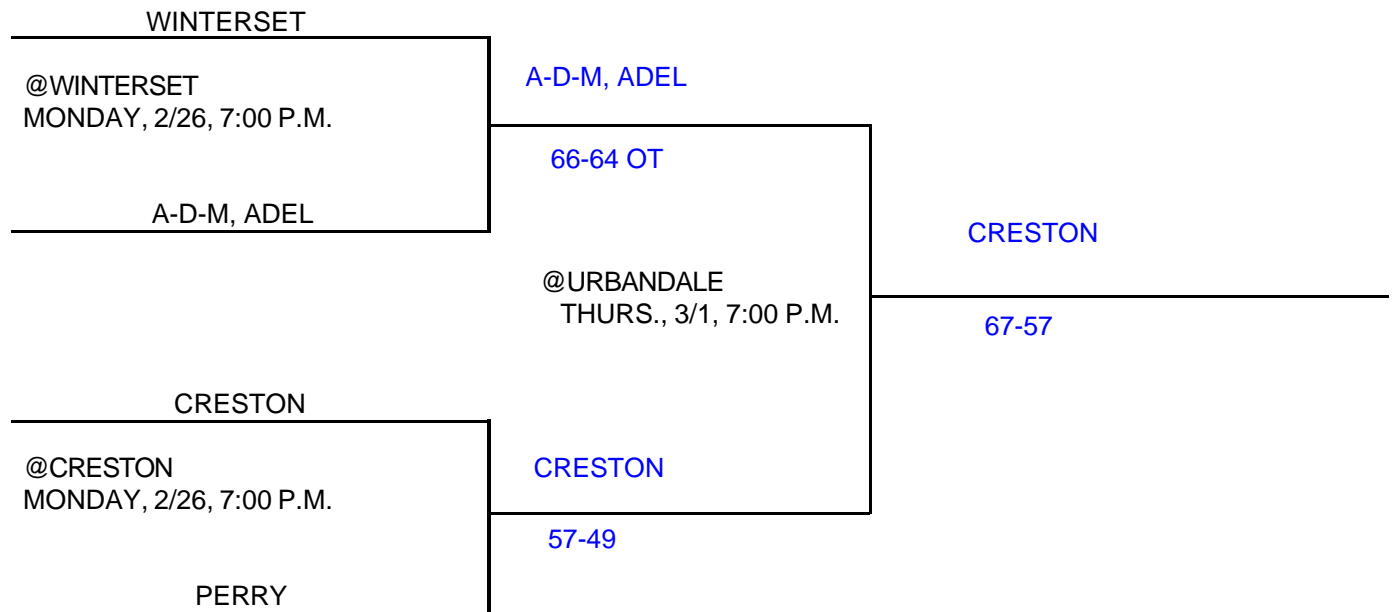 WINTERSET
@WINTERSET
MONDAY, 2/26, 7:00 P.M.
A-D-M, ADEL
A-D-M, ADEL
66-64 OT
@URBANDALE
THURS., 3/1, 7:00 P.M.
CRESTON
67-57
CRESTON
@CRESTON
MONDAY, 2/26, 7:00 P.M.
PERRY
CRESTON
57-49